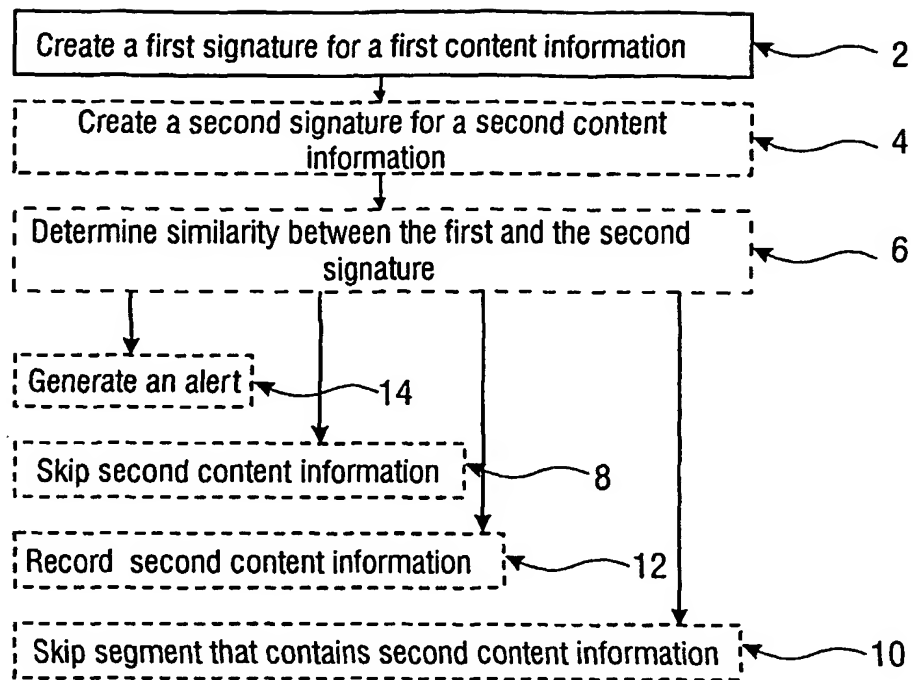 Create a first signature for a first content information
2
Create a second signature for a second content
information
4
Determine similarity between the first and the second
signature
6
Generate an alert
14
Skip second content information
8
Record second content information
12
Skip segment that contains second content information
10